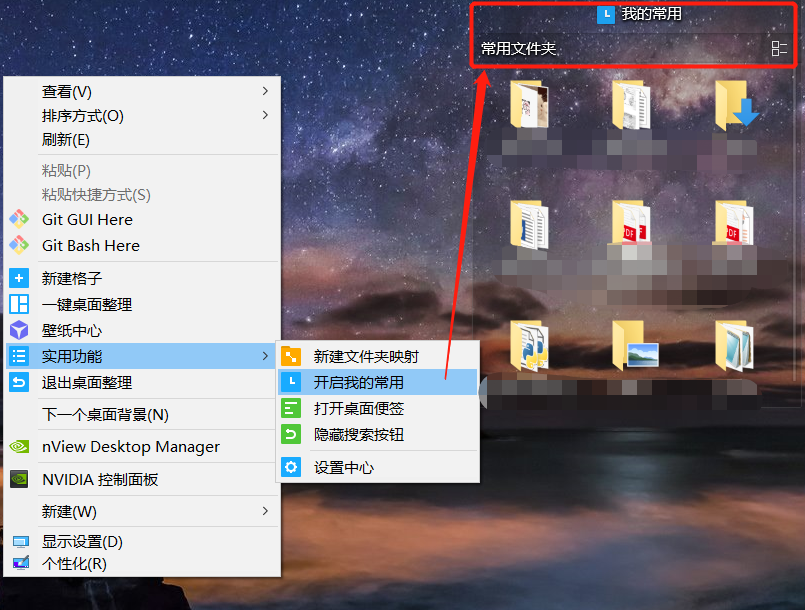 我的常用
常用文件夹
查看(V)
排序方式(O)
刷新(E)
粘贴(P)
粘贴快捷方式(S)
Git GUI Here
Git Bash Here
新建格子
一键桌面整理
壁纸中心
实用功能
退出桌面整理
下一个桌面背景(N)
nView Desktop Manager
NVIDIA 控制面板
新建(W)
显示设置(D)
个性化(R)
新建文件夹映射
开启我的常用
打开桌面便签
隐藏搜索按钮
设置中心
PDF
PDF